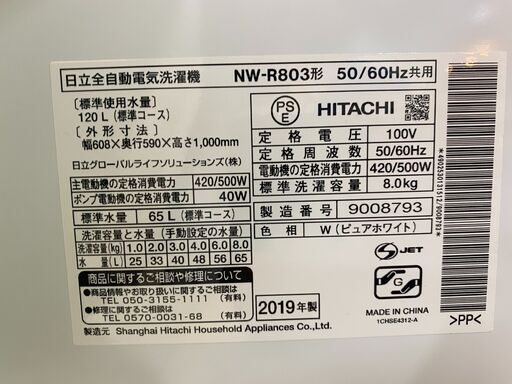 日立全自動電気洗濯機 NW-R803形 50/60Hz共用
〔標準使用水量〕
120L(標準コース)
〔外形寸法〕
幅608×奥行590×高さ1,000mm
日立グローバルライフソリューションズ(株)
主電動機の定格消費電力 420/500W
ポンプ電動機の定格消費電力 40W
標準水量 65L(標準コース)
洗濯容量と水量(手動設定の水量)
洗濯容量(kg) 1.0 2.0 3.0 4.0 6.0 8.0
水量(L) 25 33 40 48 56 65
商品に関するご相談や修理について
●商品情報やお取り扱いに関するご相談
TEL 050-3155-1111 (有料)
●修理に関するご相談
TEL 0570-0031-68 (有料)
製造元 Shanghai Hitachi Household Appliances Co.,Ltd.
PS
E
HITACHI
定格電圧 100V
定格周波数 50/60Hz
電動機の定格消費電力 420/500W
標準洗濯容量 8.0kg
製造番号 9008793
色相 W(ピュアホワイト)
S JET
2019年製
G
MADE IN CHINA
1CHSE4312-A
*4902530131512/9008793*
>PP<